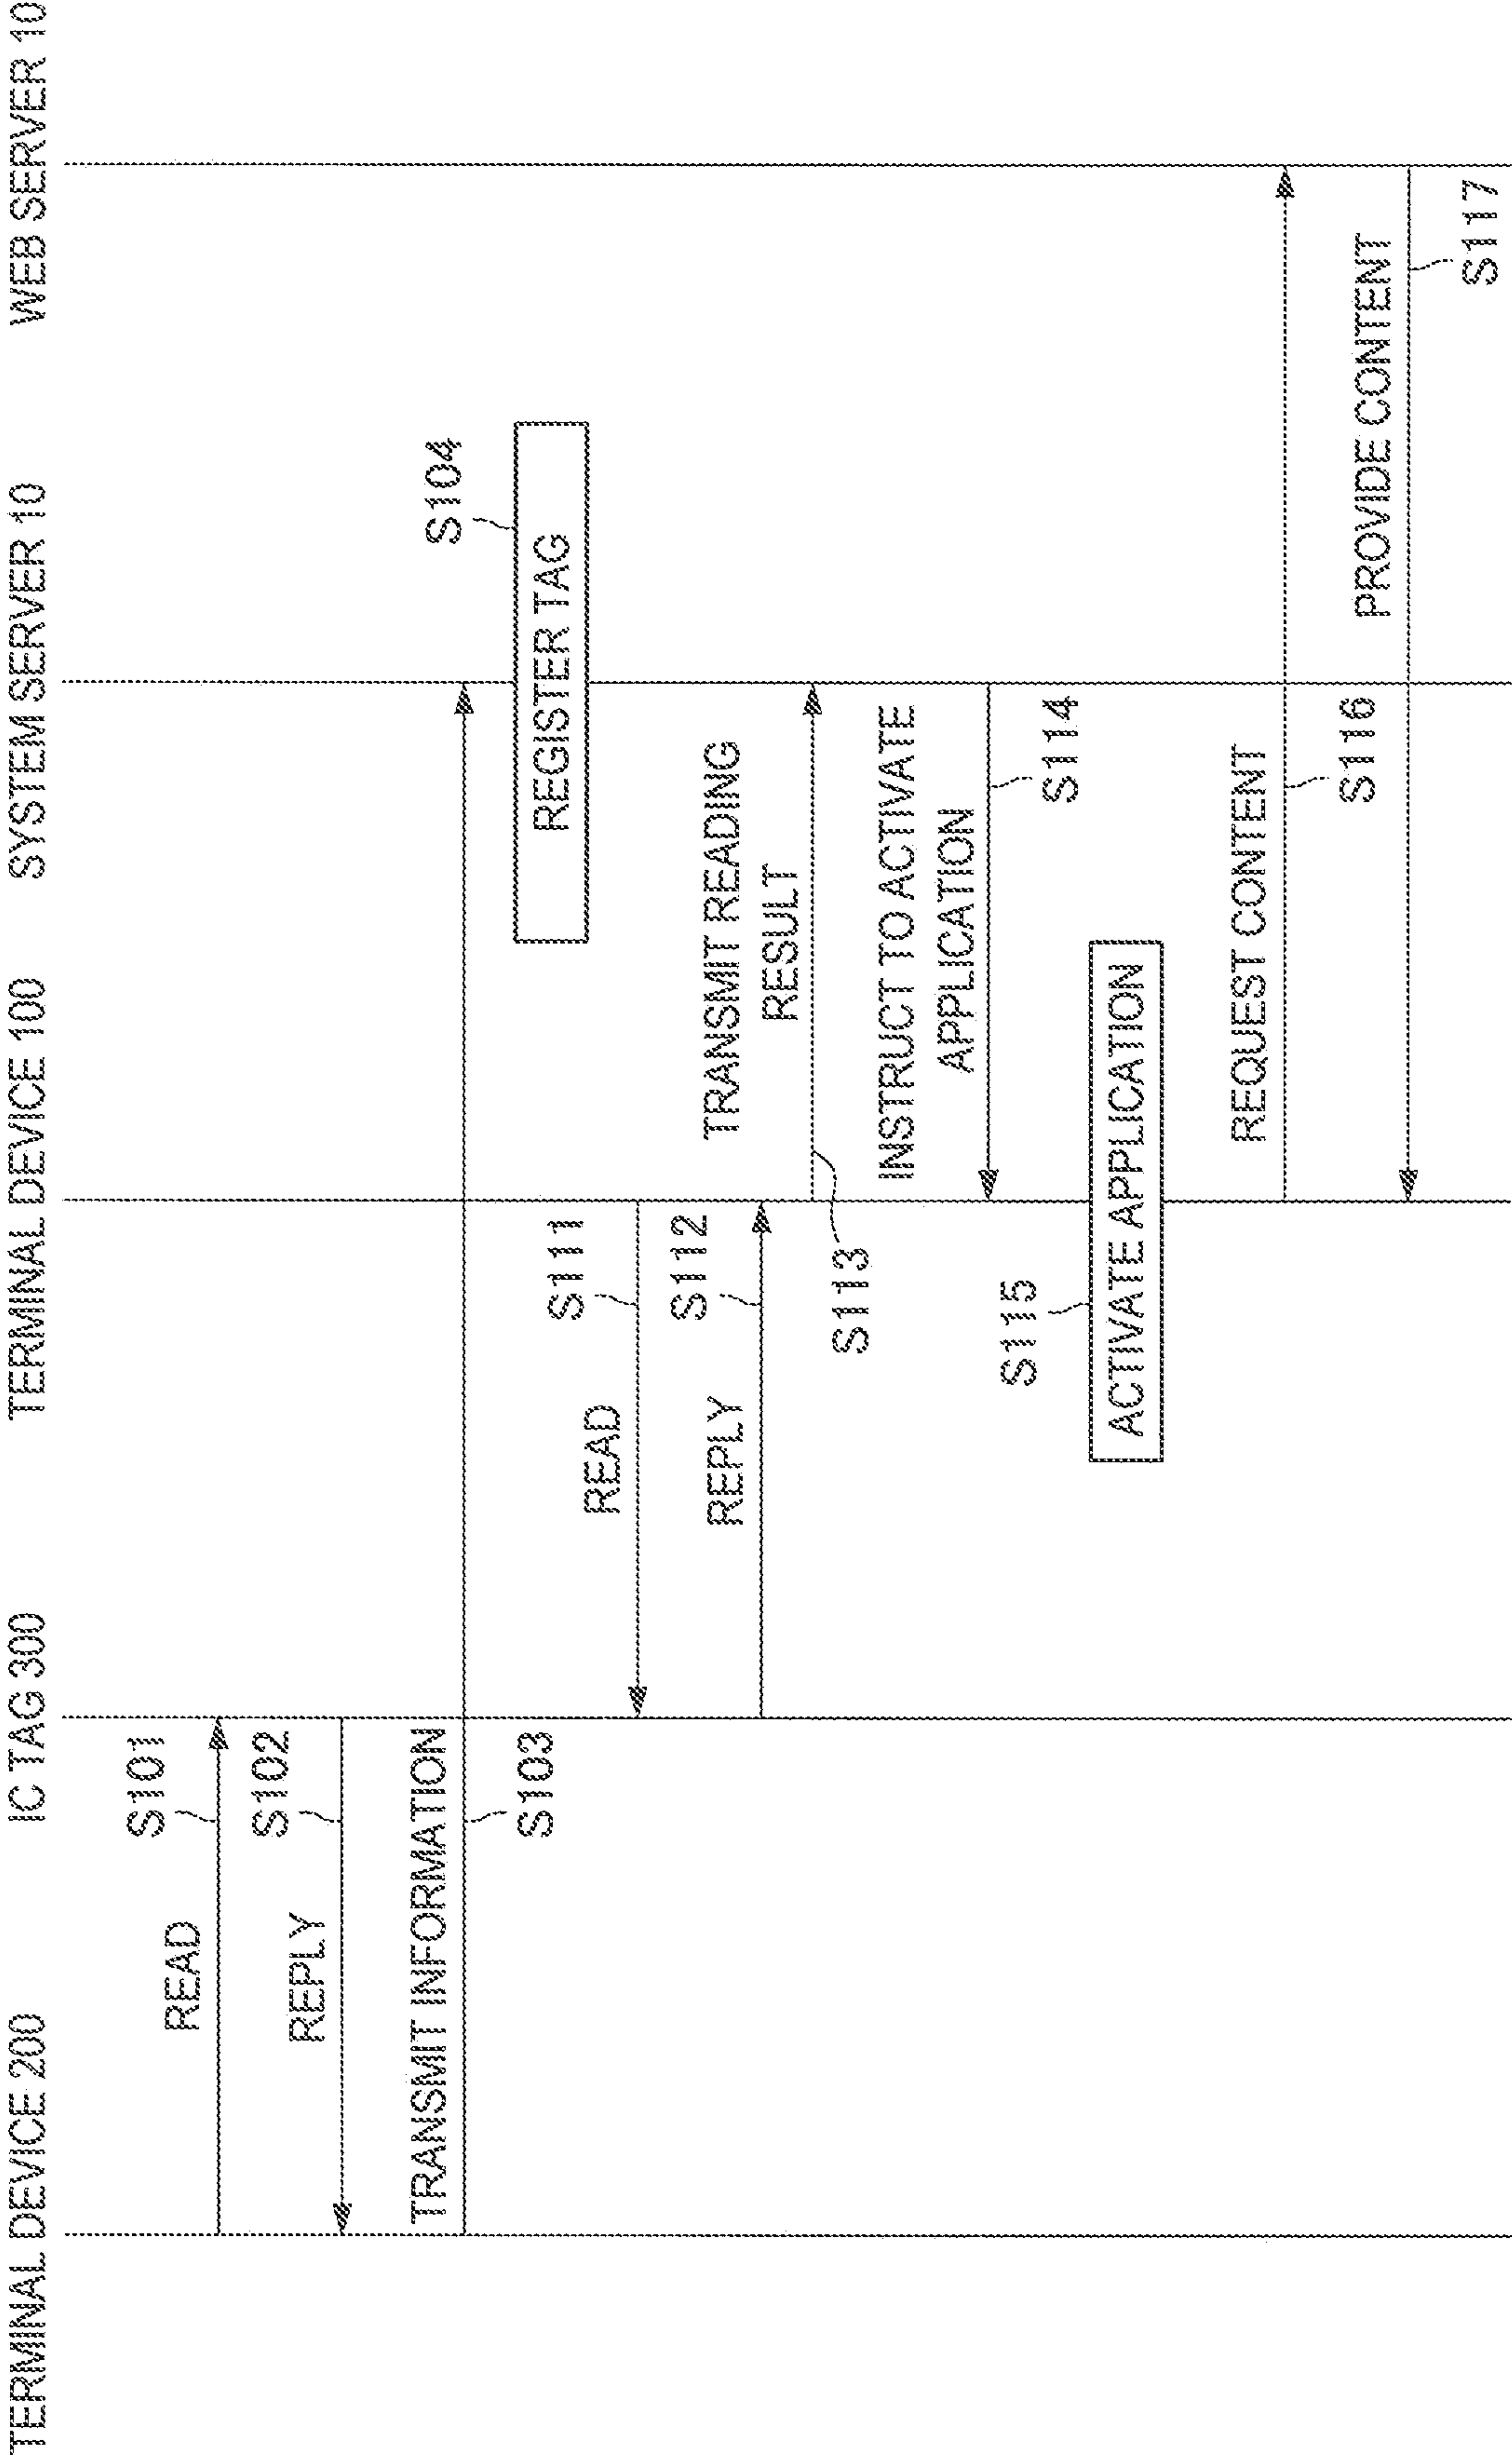 TERMINAL DEVICE 200
IC TAG 300
TERMINAL DEVICE 100
SYSTEM SERVER 10
WEB SERVER 10
S101
READ
S102
REPLY
TRANSMIT INFORMATION
S103
S104
REGISTER TAG
S111
READ
S112
REPLY
TRANSMIT READING
RESULT
S113
INSTRUCT TO ACTIVATE
APPLICATION
S114
S115
ACTIVATE APPLICATION
REQUEST CONTENT
S116
PROVIDE CONTENT
S117